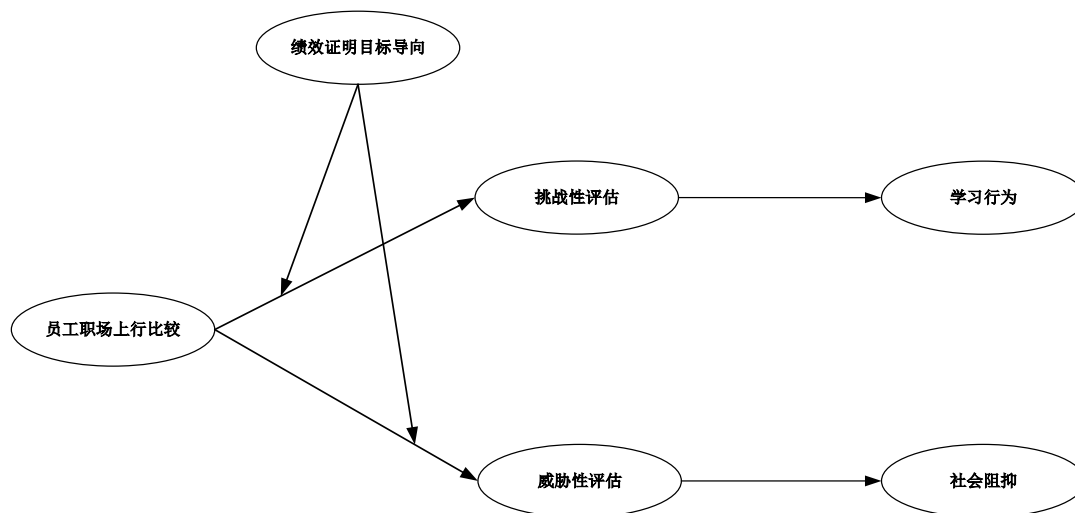 绩效证明目标导向
挑战性评估
学习行为
员工职场上行比较
威胁性评估
社会阻抑